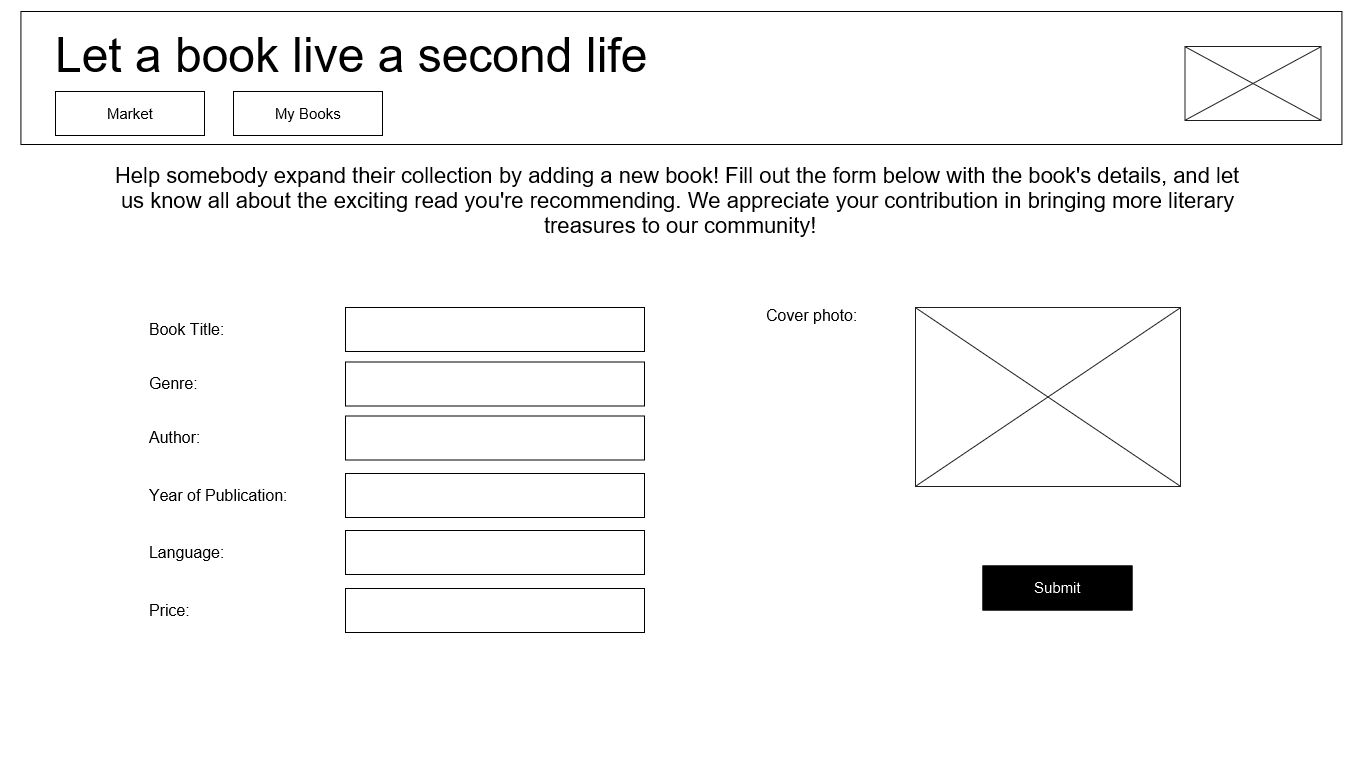 Let a book live a second life
Market
My Books
Help somebody expand their collection by adding a new book! Fill out the form below with the book's details, and let
us know all about the exciting read you're recommending. We appreciate your contribution in bringing more literary
treasures to our community!
Book Title:
Genre:
Author:
Year of Publication:
Language:
Price:
Cover photo:
Submit